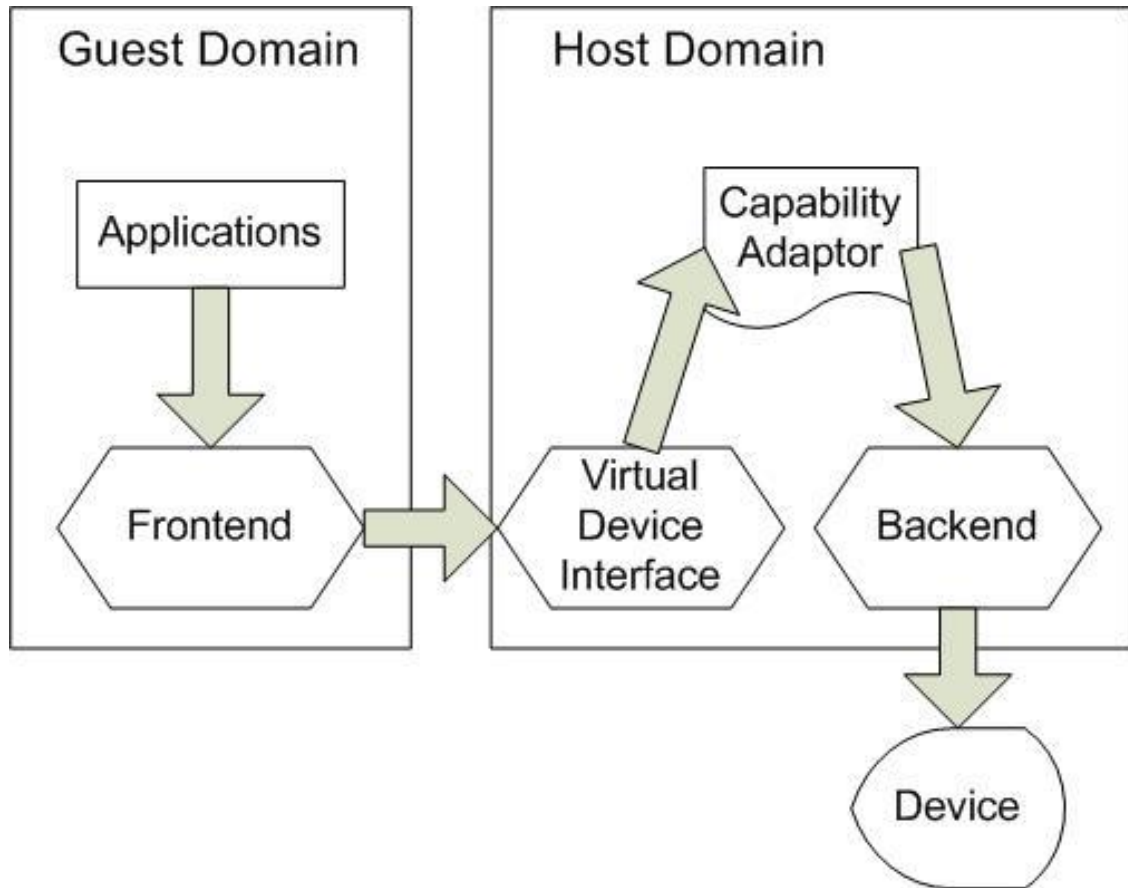 Guest Domain
Host Domain
Applications
Capability
Adaptor
Frontend
Virtual
Device
Interface
Backend
Device